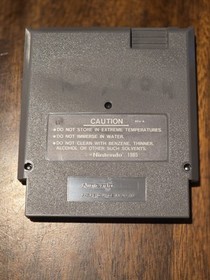 CAUTION
•DO NOT STORE IN EXTREME TEMPERATURES.
•DO NOT IMMERSE IN WATER.
•DO NOT CLEAN WITH BENZENE, THINNER,
ALCOHOL OR OTHER SUCH SOLVENTS.
Nintendo 1985